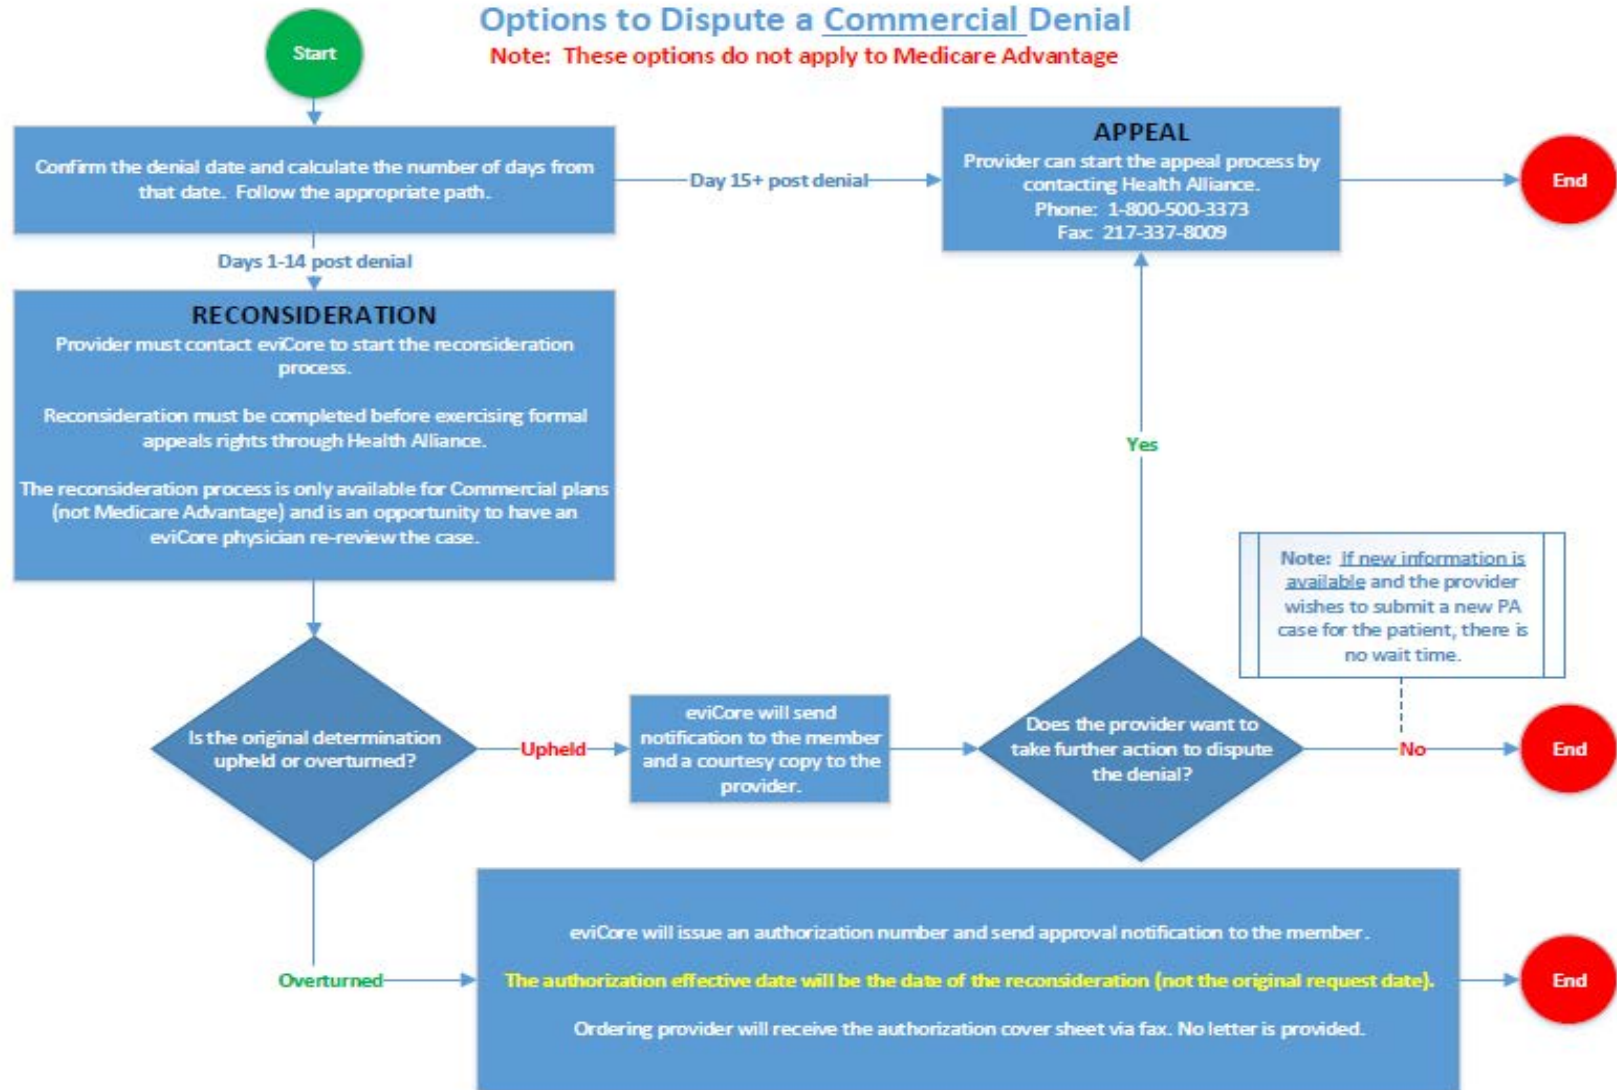 Options to Dispute a Commercial Denial
Note: These options do not apply to Medicare Advantage
Start
Confirm the denial date and calculate the number of days from
that date. Follow the appropriate path.
Day 15+ post denial
APPEAL
Provider can start the appeal process by
contacting Health Alliance.
Phone: 1-800-500-3373
Fax: 217-337-8009
End
Days 1-14 post denial
RECONSIDERATION
Provider must contact eviCore to start the reconsideration
process.
Reconsideration must be completed before exercising formal
appeals rights through Health Alliance.
The reconsideration process is only available for Commercial plans
(not Medicare Advantage) and is an opportunity to have an
eviCore physician re-review the case.
Yes
Note: If new information is
available and the provider
wishes to submit a new PA
case for the patient, there is
no wait time.
Is the original determination
upheld or overturned?
Upheld
eviCore will send
notification to the member
and a courtesy copy to the
provider.
Does the provider want to
take further action to dispute
the denial?
No
End
Overturned
eviCore will issue an authorization number and send approval notification to the member.
The authorization effective date will be the date of the reconsideration (not the original request date).
Ordering provider will receive the authorization cover sheet via fax. No letter is provided.
End